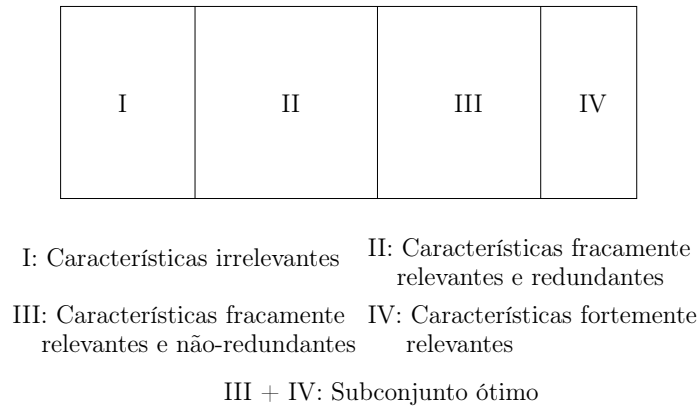 I II III IV
I: Características irrelevantes
II: Características fracamente
relevantes e redundantes
III: Características fracamente
relevantes e não-redundantes
IV: Características fortemente
relevantes
III + IV: Subconjunto ótimo